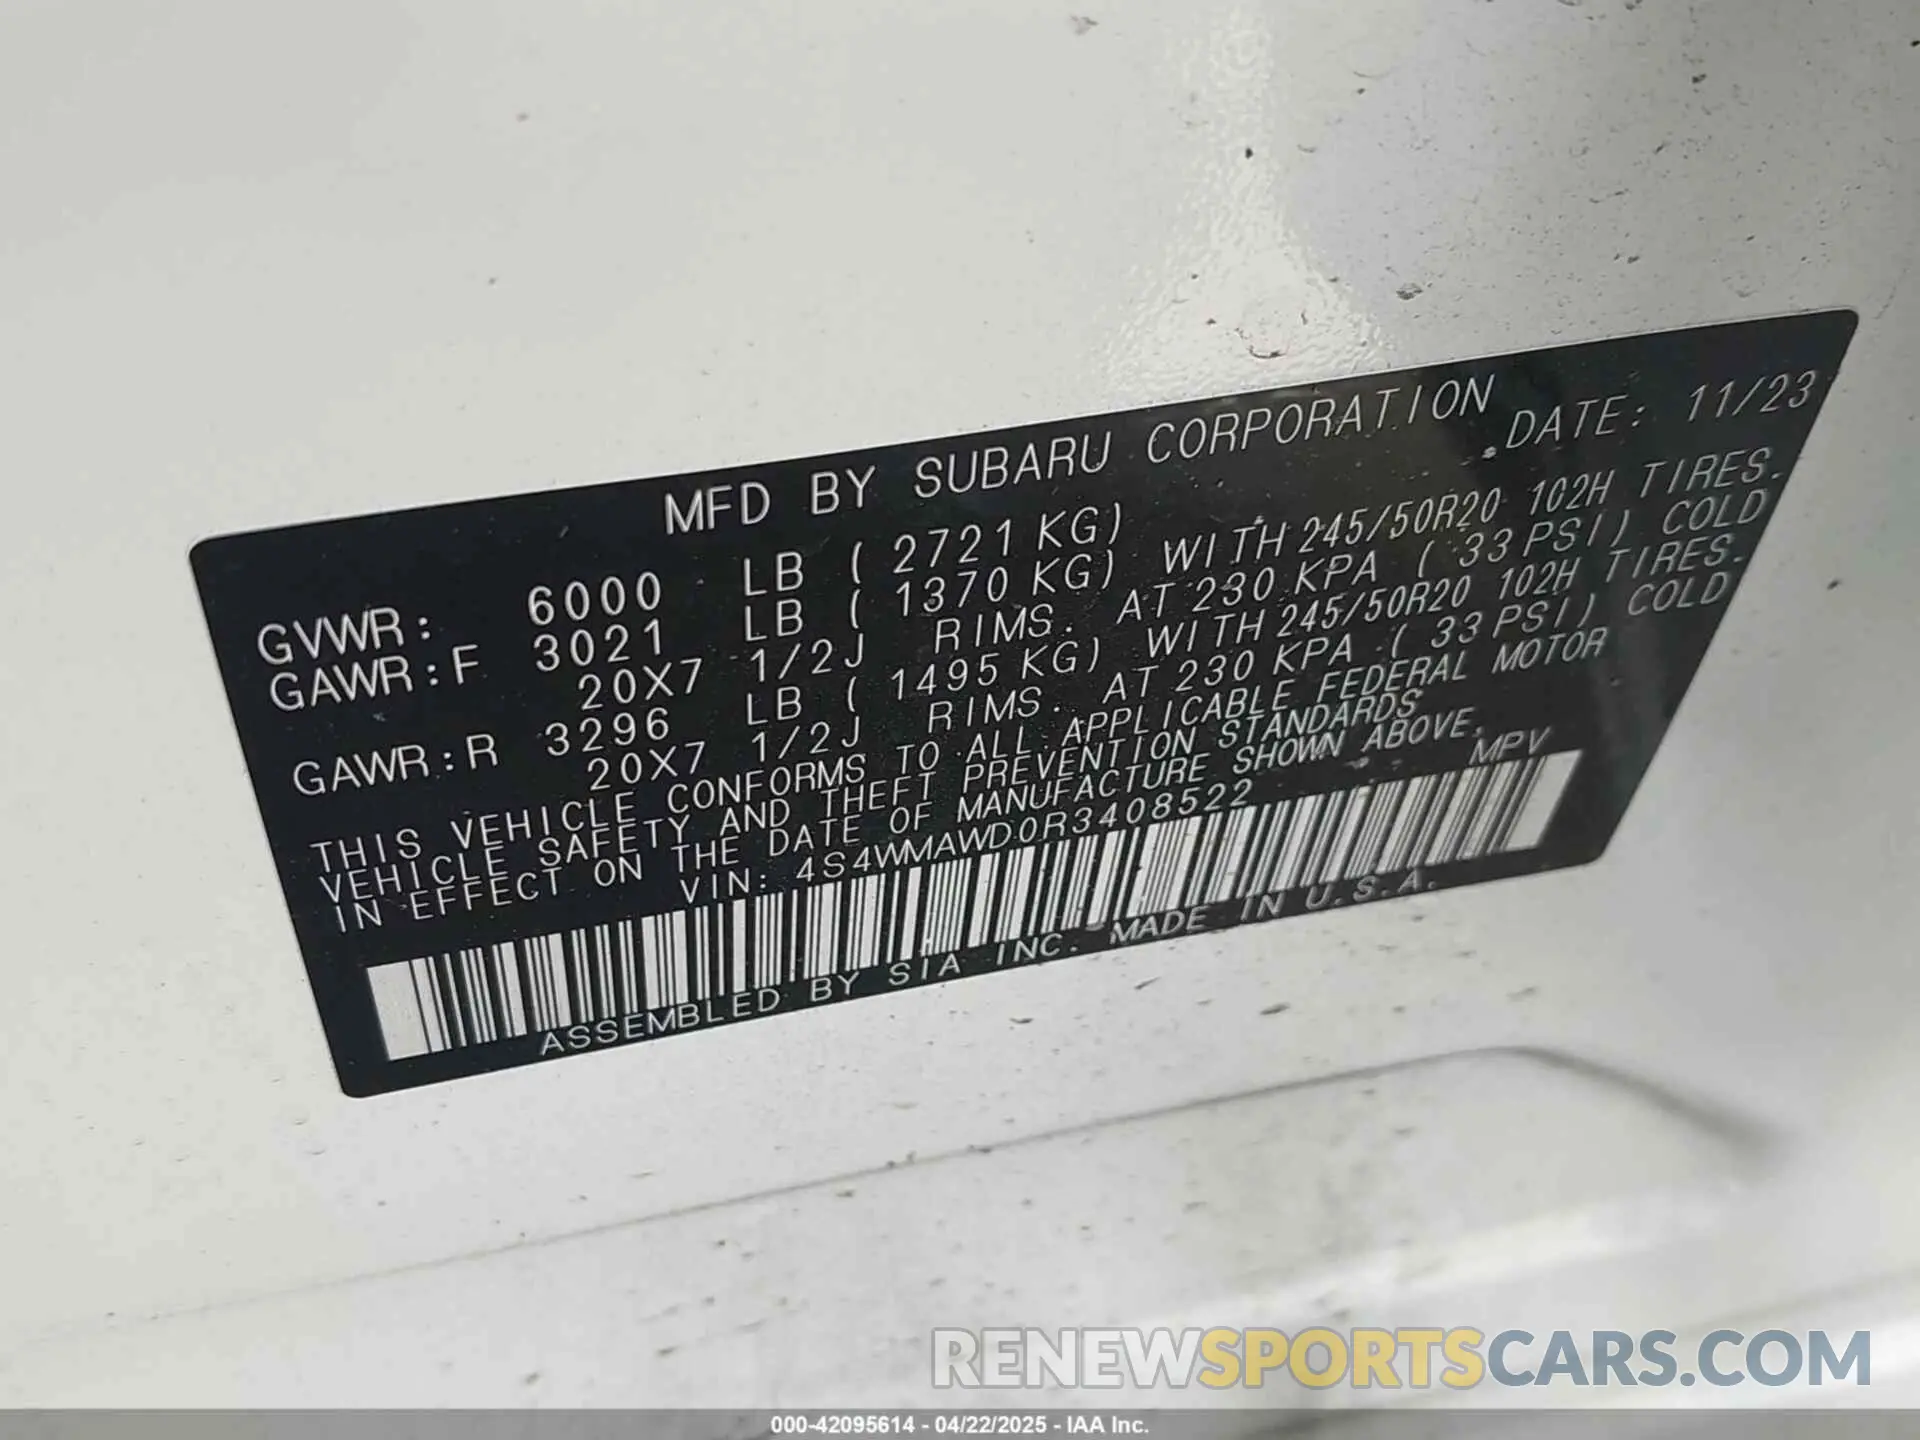 MFD BY SUBARU CORPORATION
DATE: 11/23
GVWR: 6000 LB ( 2721 KG)
GAWR:F 3021 LB ( 1370 KG) WITH 245/50R20 102H TIRES.
20X7 1/2J RIMS. AT 230 KPA ( 33 PSI) COLD
GAWR:R 3296 LB ( 1495 KG) WITH 245/50R20 102H TIRES.
20X7 1/2J RIMS. AT 230 KPA ( 33 PSI) COLD
THIS VEHICLE CONFORMS TO ALL APPLICABLE FEDERAL MOTOR
VEHICLE SAFETY AND THEFT PREVENTION STANDARDS
IN EFFECT ON THE DATE OF MANUFACTURE SHOWN ABOVE.
VIN: 4S4WMAWD0R3408522 MPV
ASSEMBLED BY SIA INC. MADE IN U.S.A.
RENEWSPORTSCARS.COM
000-42095614 - 04/22/2025 - IAA Inc.